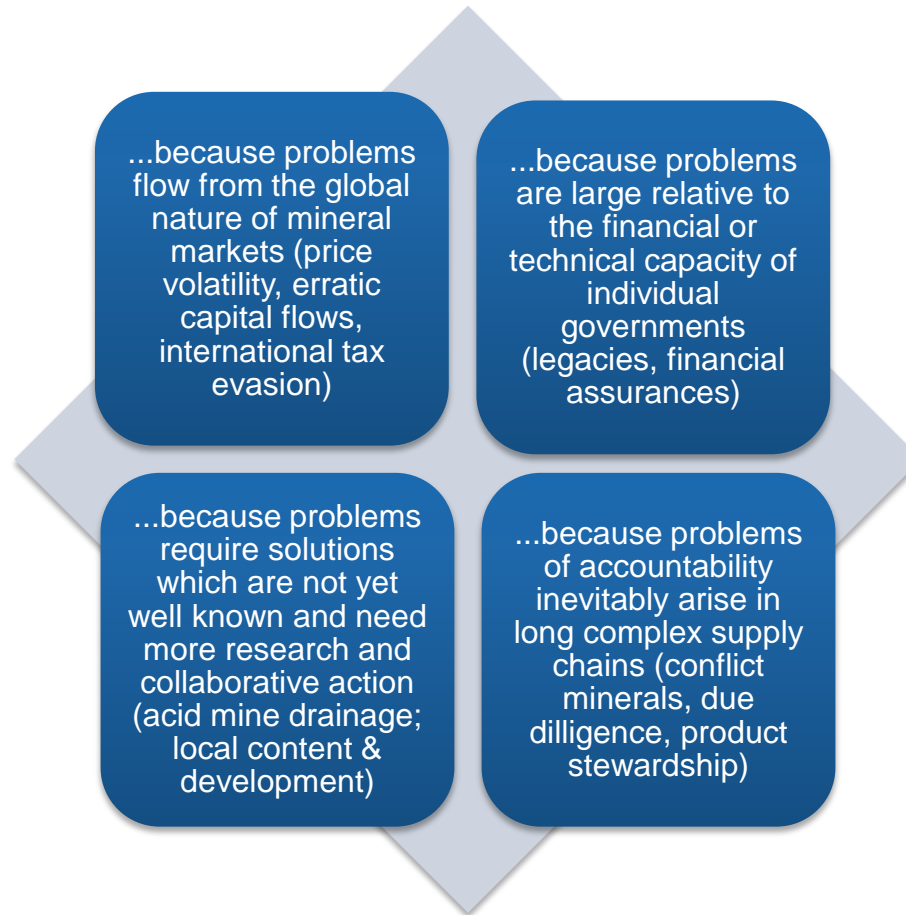 ...because problems
flow from the global
nature of mineral
markets (price
volatility, erratic
capital flows,
international tax
evasion)
...because problems
are large relative to
the financial or
technical capacity of
individual
governments
(legacies, financial
assurances)
...because problems
require solutions
which are not yet
well known and need
more research and
collaborative action
(acid mine drainage;
local content &
development)
...because problems
of accountability
inevitably arise in
long complex supply
chains (conflict
minerals, due
dilligence, product
stewardship)